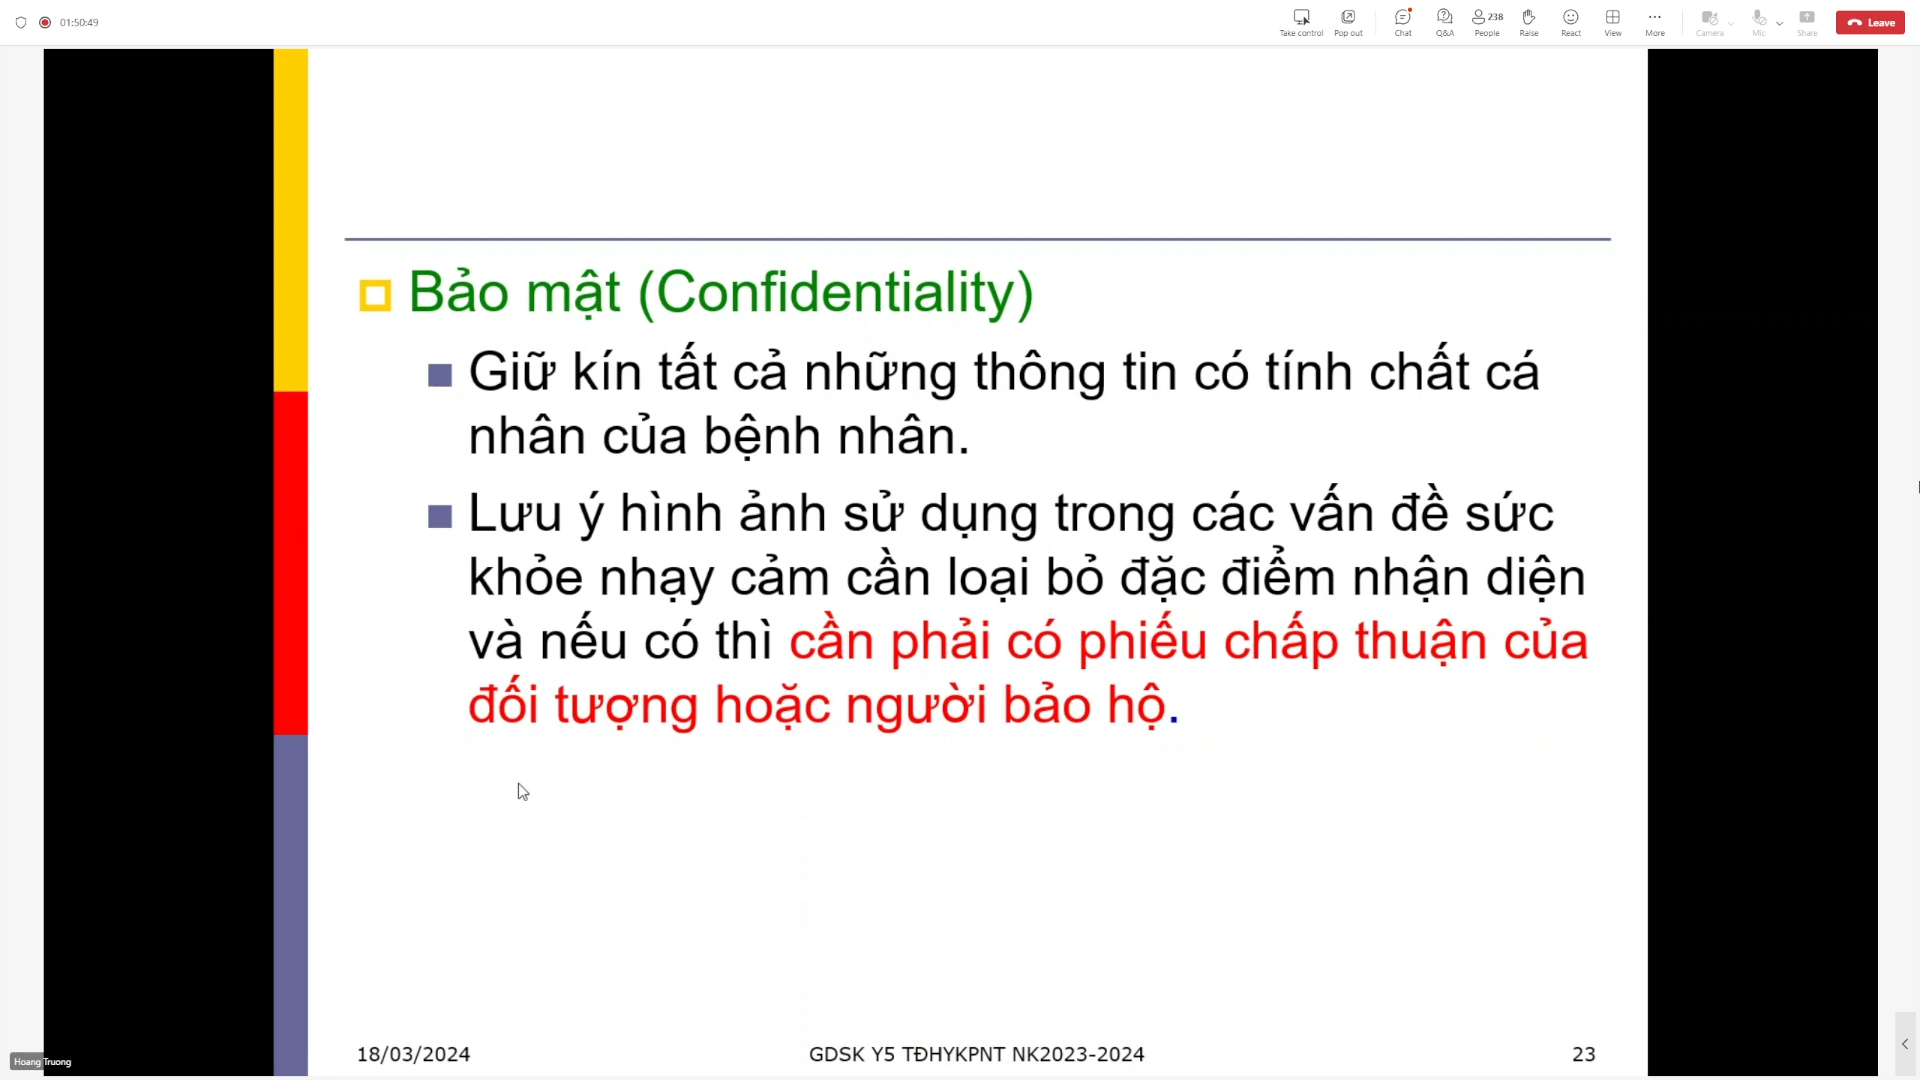 01:50:49
Take control
Pop out
Chat
Q&A
238
People
Raise
React
View
More
Camera
Mic
Share
Leave
Bảo mật (Confidentiality)
Giữ kín tất cả những thông tin có tính chất cá
nhân của bệnh nhân.
Lưu ý hình ảnh sử dụng trong các vấn đề sức
khỏe nhạy cảm cần loại bỏ đặc điểm nhận diện
và nếu có thì cần phải có phiếu chấp thuận của
đối tượng hoặc người bảo hộ.
18/03/2024
GDSK Y5 TĐHYKPNT NK2023-2024
23
Hoang Truong